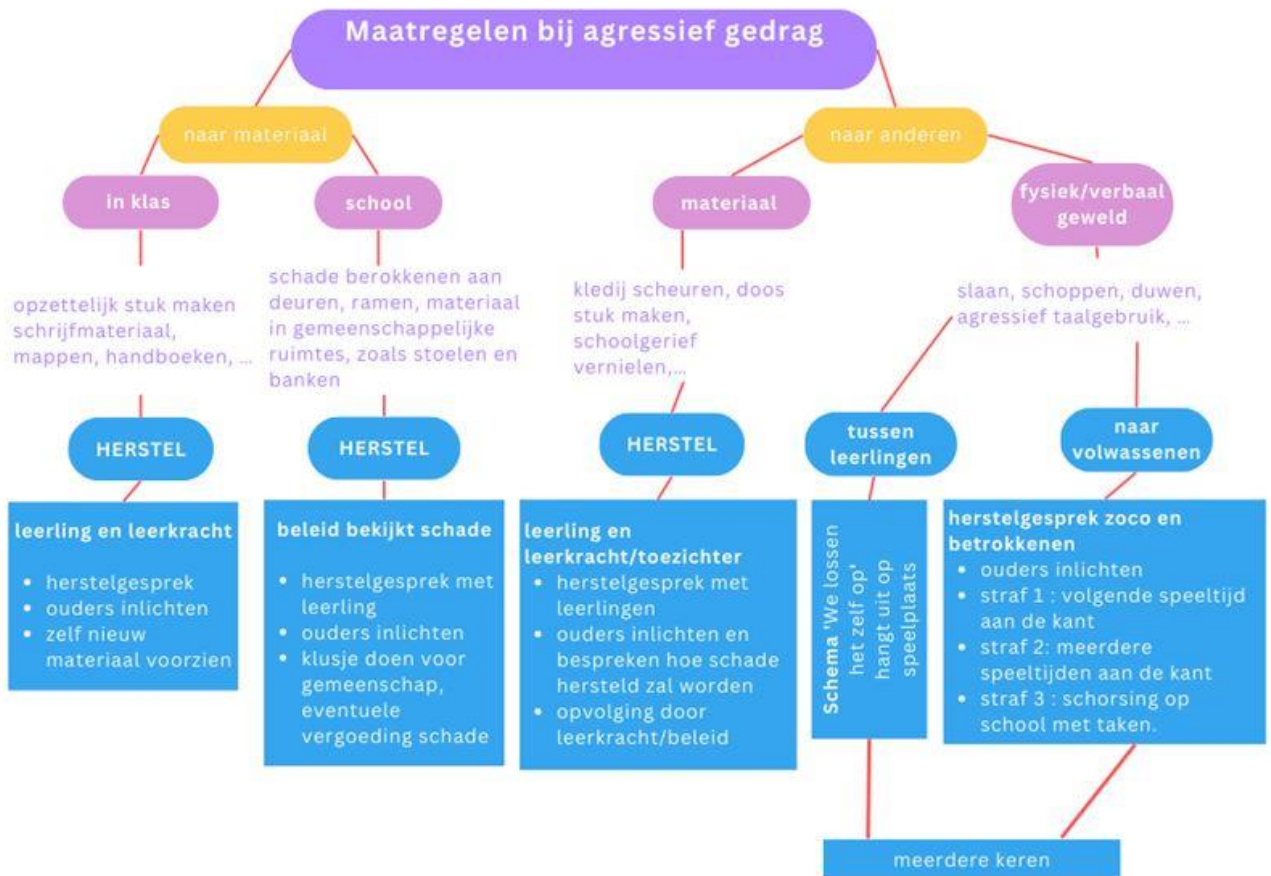 Maatregelen bij agressief gedrag
naar materiaal
naar anderen
in klas
school
materiaal
fysiek/verbaal
geweld
opzettelijk stuk maken
schrijfmateriaal,
mappen, handboeken, ...
schade berokkenen aan
deuren, ramen, materiaal
in gemeenschappelijke
ruimtes, zoals stoelen en
banken
kledij scheuren, doos
stuk maken,
schoolgerief
vernielen,...
slaan, schoppen, duwen,
agressief taalgebruik, ...
HERSTEL
HERSTEL
HERSTEL
tussen
leerlingen
naar
volwassenen
leerling en leerkracht
• herstelgesprek
• ouders inlichten
• zelf nieuw
materiaal voorzien
beleid bekijkt schade
• herstelgesprek met
leerling
• ouders inlichten
• klusje doen voor
gemeenschap,
eventuele
vergoeding schade
leerling en
leerkracht/toezichter
• herstelgesprek met
leerlingen
• ouders inlichten en
bespreken hoe schade
hersteld zal worden
• opvolging door
leerkracht/beleid
Schema 'We lossen
het zelf op'
hangt uit op
speelplaats
herstelgesprek zoco en
betrokkenen
• ouders inlichten
• straf 1 : volgende speeltijd
aan de kant
• straf 2: meerdere
speeltijden aan de kant
• straf 3 : schorsing op
school met taken.
meerdere keren